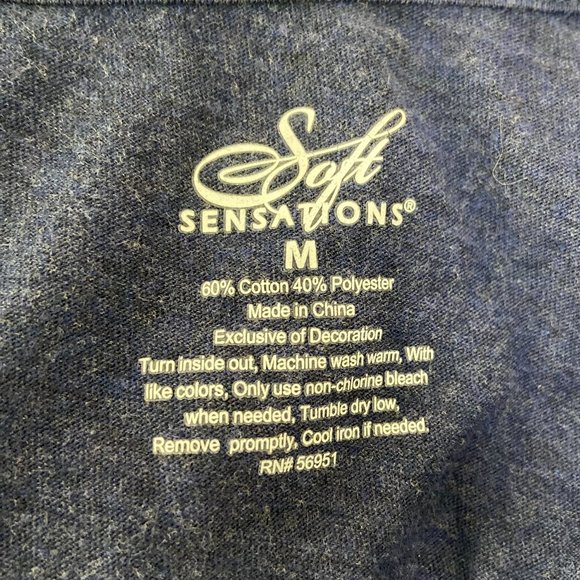 Soft
SENSATIONS®
M
60% Cotton 40% Polyester
Made in China
Exclusive of Decoration
Turn inside out, Machine wash warm, With
like colors, Only use non-chlorine bleach
when needed, Tumble dry low,
Remove promptly, Cool iron if needed.
RN# 56951